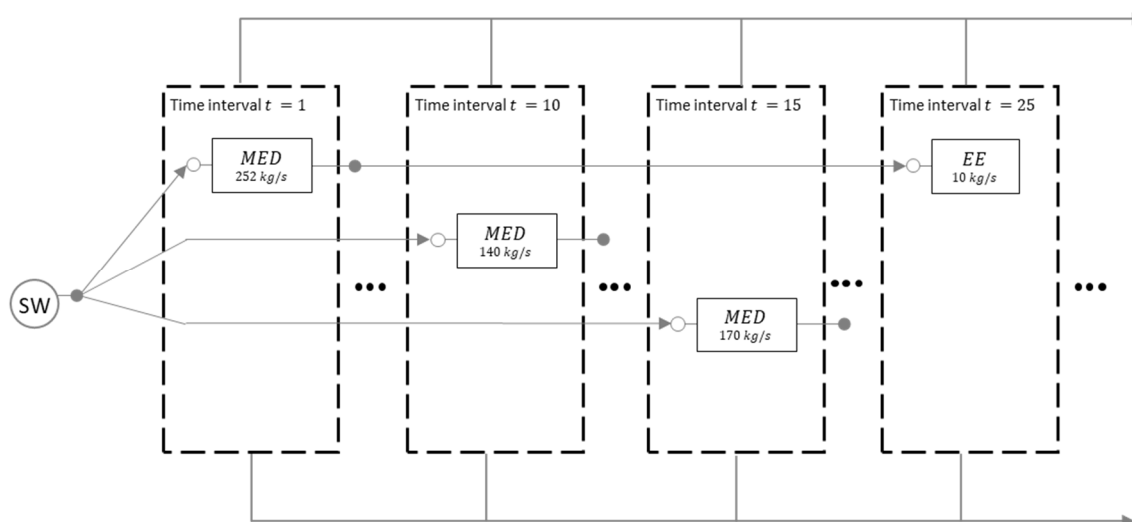 Time interval t = 1
Time interval t = 10
Time interval t = 15
Time interval t = 25
MED
252 kg/s
EE
10 kg/s
MED
140 kg/s
SW
MED
170 kg/s